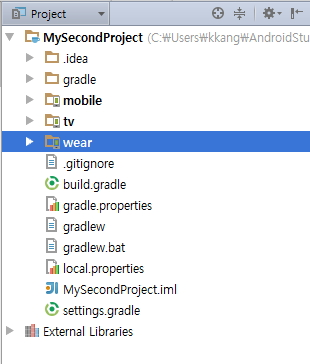 Project
MySecondProject (C:₩Users₩kkang₩AndroidStu
.idea
gradle
mobile
tv
wear
.gitignore
build.gradle
gradle.properties
gradlew
gradlew.bat
local.properties
MySecondProject.iml
settings.gradle
External Libraries